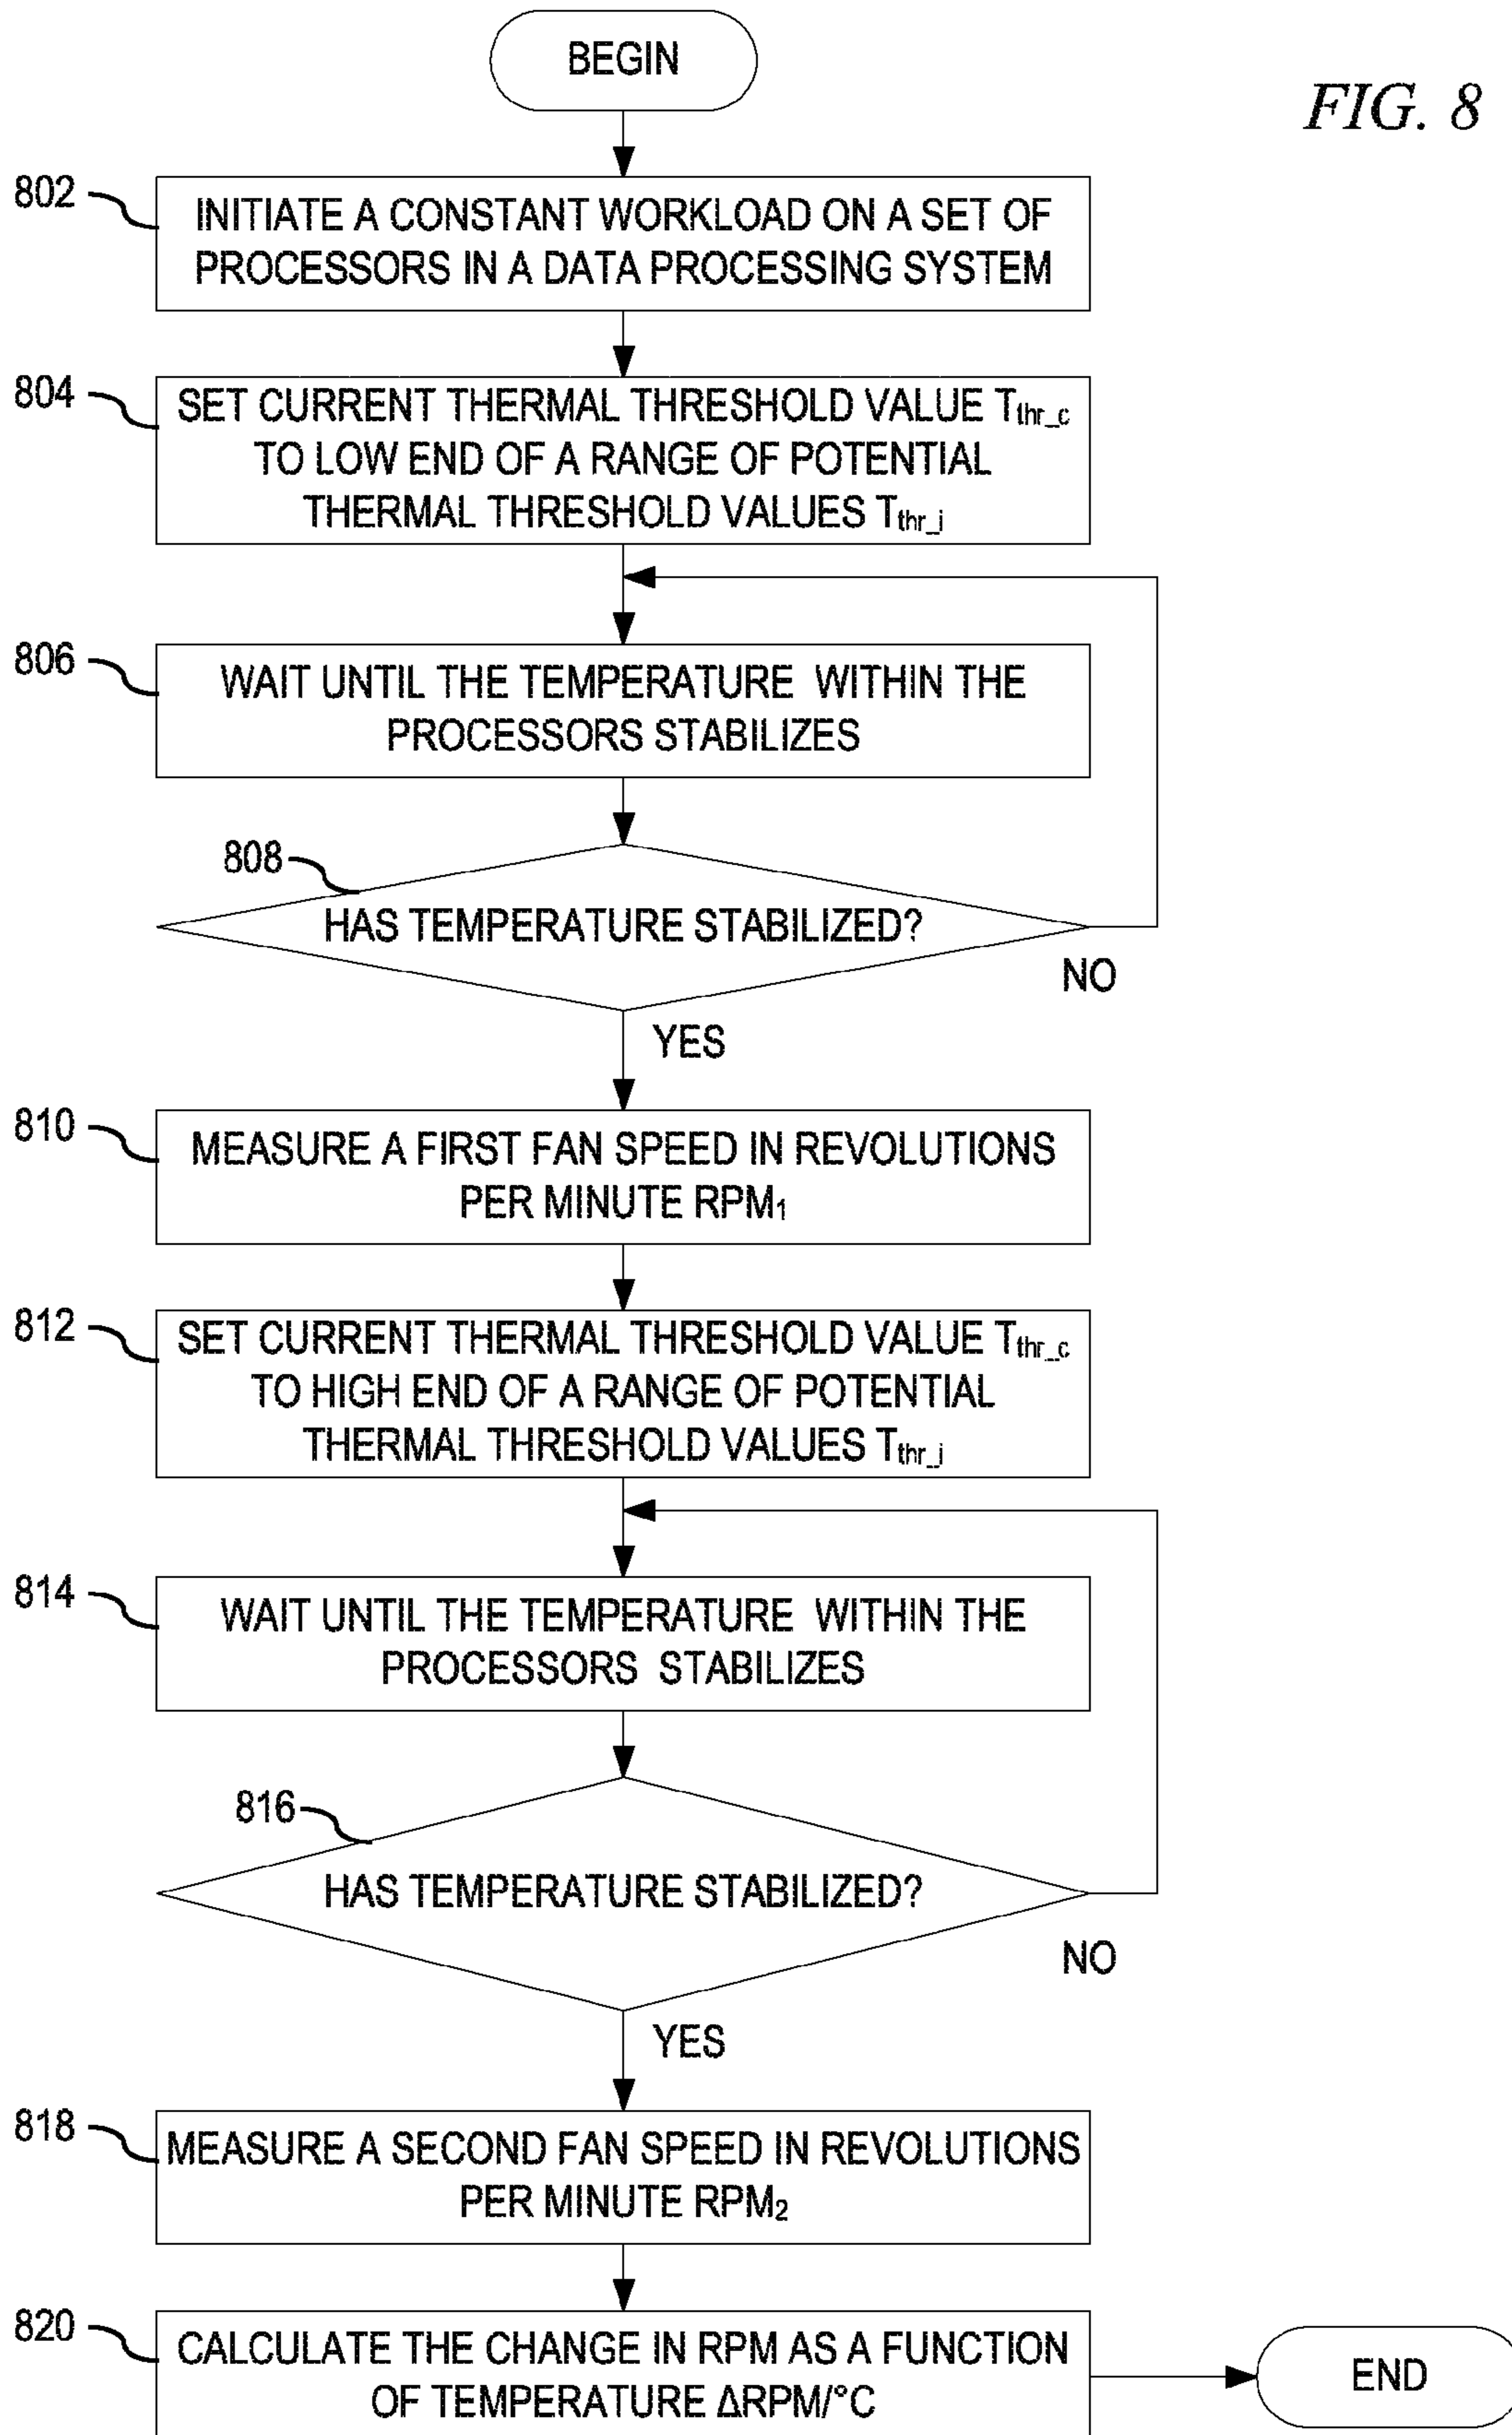 BEGIN
FIG. 8
802
INITIATE A CONSTANT WORKLOAD ON A SET OF
PROCESSORS IN A DATA PROCESSING SYSTEM
804
SET CURRENT THERMAL THRESHOLD VALUE Tthr_c
TO LOW END OF A RANGE OF POTENTIAL
THERMAL THRESHOLD VALUES Tthr_i
806
WAIT UNTIL THE TEMPERATURE WITHIN THE
PROCESSORS STABILIZES
808
HAS TEMPERATURE STABILIZED?
NO
YES
810
MEASURE A FIRST FAN SPEED IN REVOLUTIONS
PER MINUTE RPM₁
812
SET CURRENT THERMAL THRESHOLD VALUE Tthr_c
TO HIGH END OF A RANGE OF POTENTIAL
THERMAL THRESHOLD VALUES Tthr_i
814
WAIT UNTIL THE TEMPERATURE WITHIN THE
PROCESSORS STABILIZES
816
HAS TEMPERATURE STABILIZED?
NO
YES
818
MEASURE A SECOND FAN SPEED IN REVOLUTIONS
PER MINUTE RPM₂
820
CALCULATE THE CHANGE IN RPM AS A FUNCTION
OF TEMPERATURE ΔRPM/°C
END